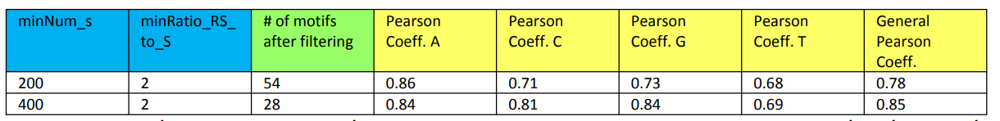 minNum_s minRatio_RS_ # of motifs Pearson Pearson Pearson Pearson General
to_S after filtering Coeff. A Coeff. C Coeff. G Coeff. T Pearson
Coeff.
200 2 54 0.86 0.71 0.73 0.68 0.78
400 2 28 0.84 0.81 0.84 0.69 0.85